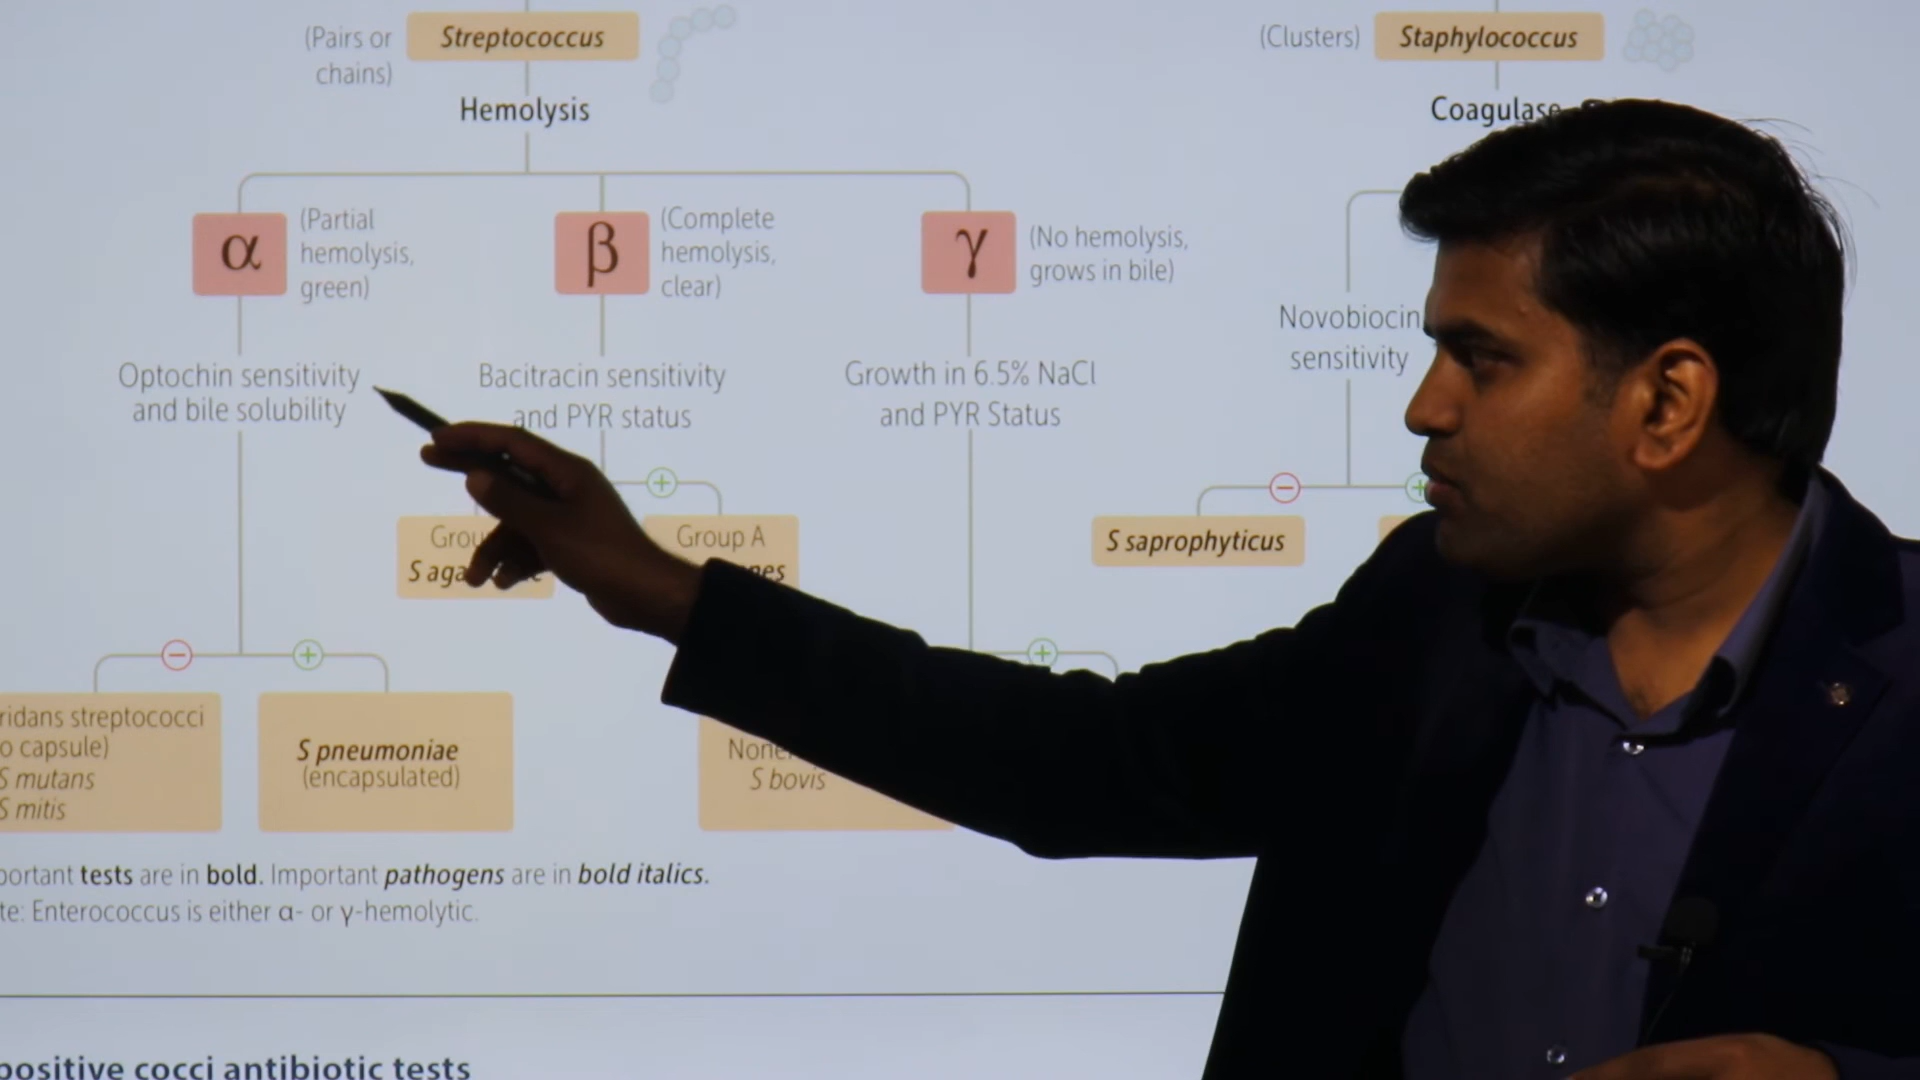 (Pairs or
chains)
Streptococcus
(Clusters)
Staphylococcus
Hemolysis
Coagulase
α
(Partial
hemolysis,
green)
β
(Complete
hemolysis,
clear)
γ
(No hemolysis,
grows in bile)
Novobiocin
sensitivity
Optochin sensitivity
and bile solubility
Bacitracin sensitivity
and PYR status
Growth in 6.5% NaCl
and PYR Status
+
−
+
Group A
S
S saprophyticus
−
+
+
streptococci
capsule)
S mutans
S mitis
S pneumoniae
(encapsulated)
S bovis
tests are in bold. Important pathogens are in bold italics.
Enterococcus is either α- or γ-hemolytic.
positive cocci antibiotic tests